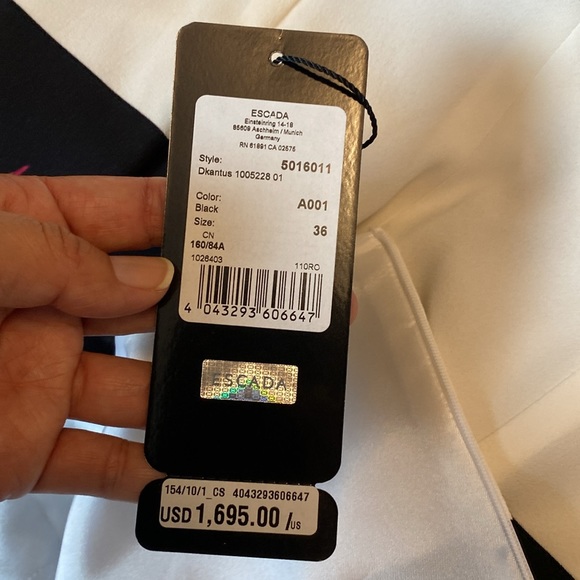 ESCADA
Einsteinring 14-18
85609 Aschheim / Munich
Germany
RN 61891 CA 02575
Style: 5016011
Dkantus 1005228 01
Color: A001
Black
Size: 36
CN
160/84A
1026403 110RO
4 043293 606647
ESCADA
154/10/1_CS 4043293606647
USD 1,695.00 /US